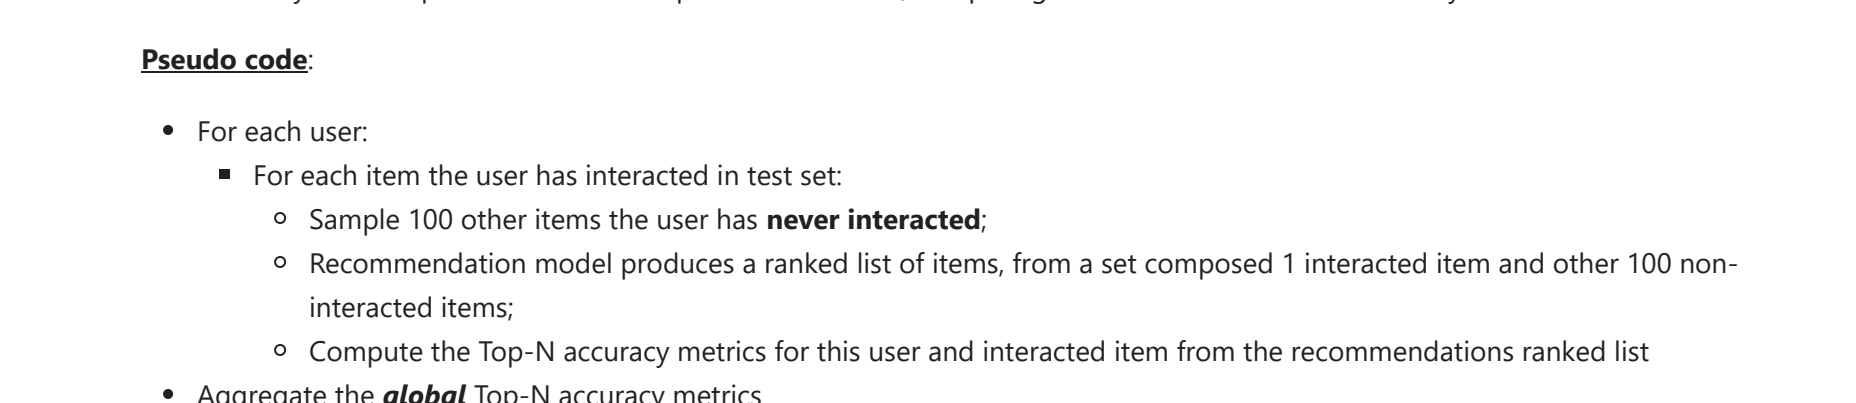 Pseudo code:
• For each user:
▪ For each item the user has interacted in test set:
○ Sample 100 other items the user has never interacted;
○ Recommendation model produces a ranked list of items, from a set composed 1 interacted item and other 100 non-
interacted items;
○ Compute the Top-N accuracy metrics for this user and interacted item from the recommendations ranked list
• Aggregate the global Top-N accuracy metrics